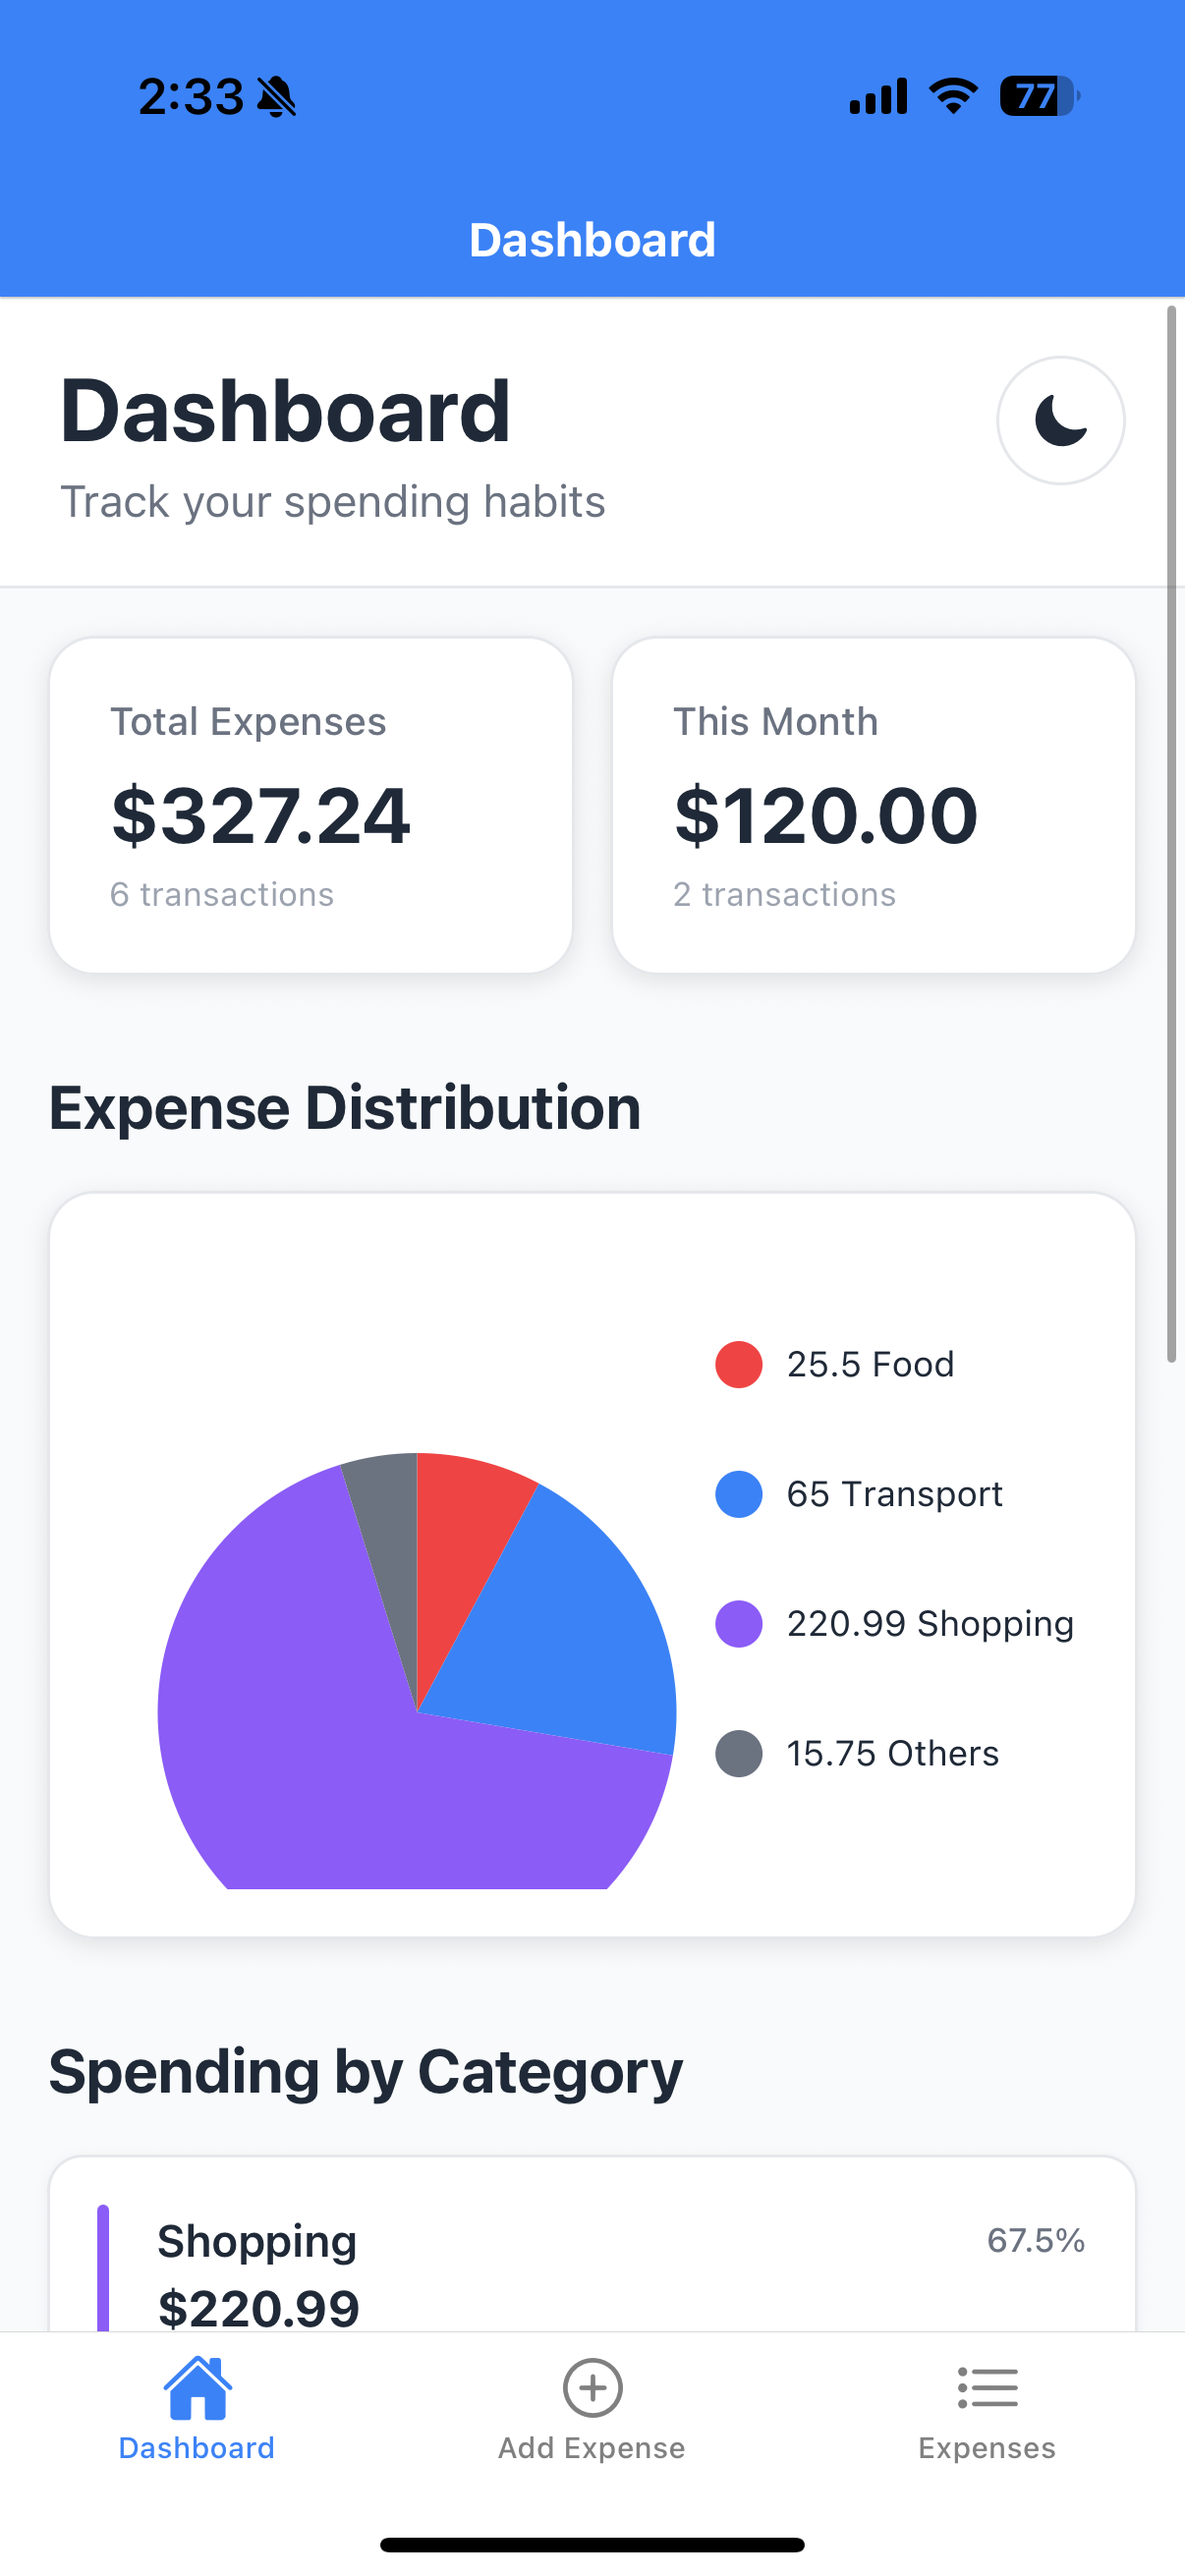 2:33
77
Dashboard
Dashboard
Track your spending habits
Total Expenses
$327.24
6 transactions
This Month
$120.00
2 transactions
Expense Distribution
25.5 Food
65 Transport
220.99 Shopping
15.75 Others
Spending by Category
Shopping
67.5%
$220.99
Dashboard
Add Expense
Expenses